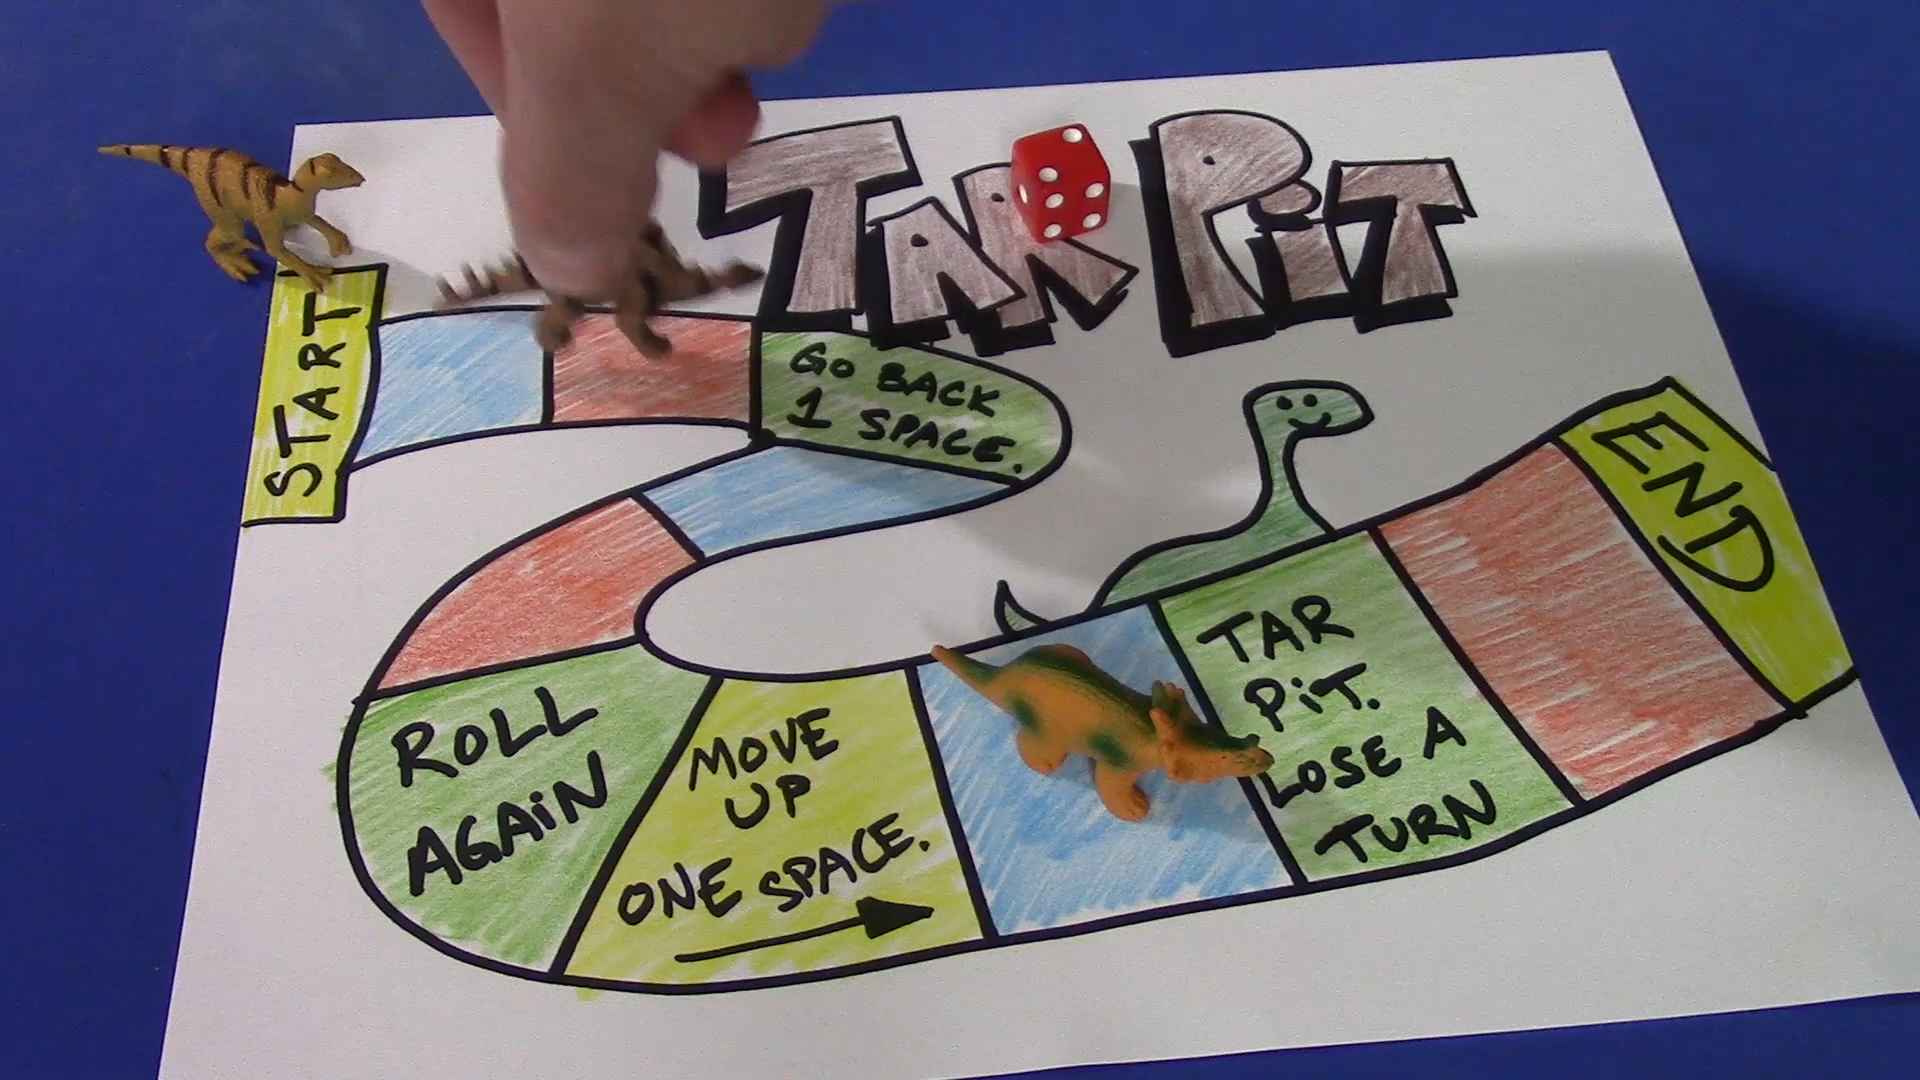 TAR PiT
START
GO BACK
1 SPACE.
ROLL
AGAiN
MOVE
UP
ONE SPACE.
TAR
PiT.
LOSE A
TURN
END